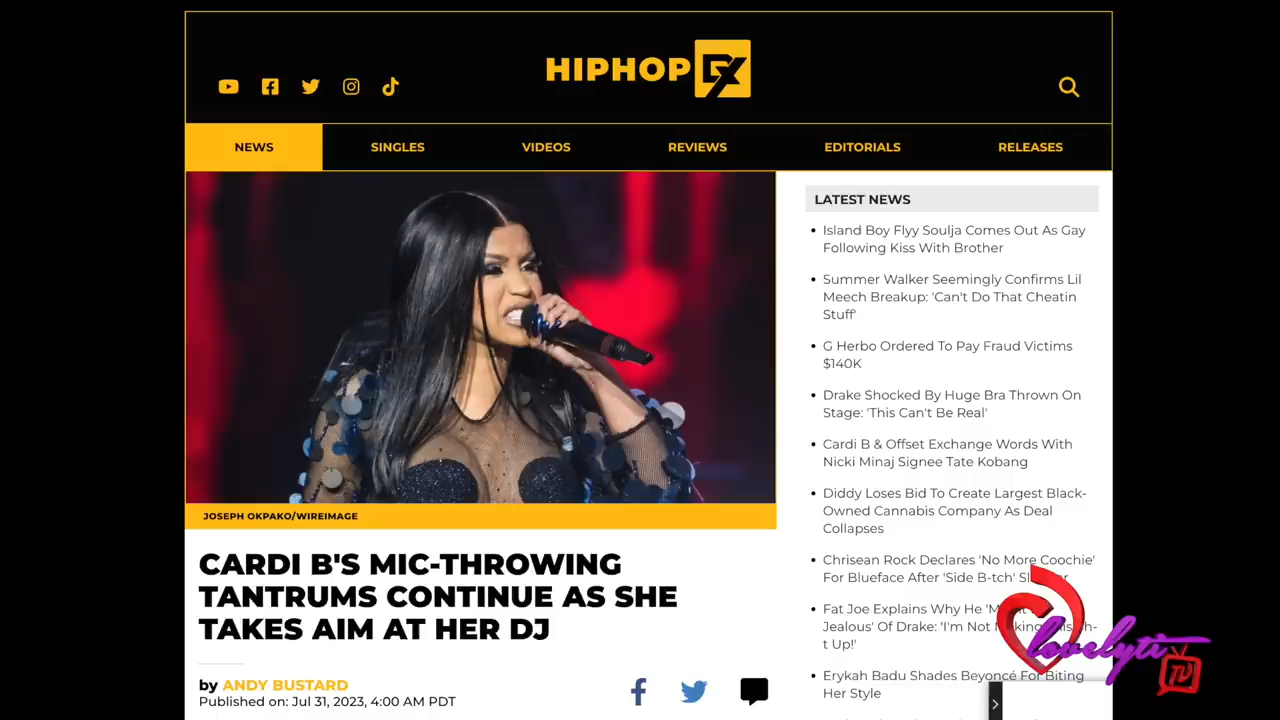 HIPHOP DX
NEWS
SINGLES
VIDEOS
REVIEWS
EDITORIALS
RELEASES
JOSEPH OKPAKO/WIREIMAGE
CARDI B'S MIC-THROWING
TANTRUMS CONTINUE AS SHE
TAKES AIM AT HER DJ
by ANDY BUSTARD
Published on: Jul 31, 2023, 4:00 AM PDT
LATEST NEWS
Island Boy Flyy Soulja Comes Out As Gay
Following Kiss With Brother
Summer Walker Seemingly Confirms Lil
Meech Breakup: 'Can't Do That Cheatin
Stuff'
G Herbo Ordered To Pay Fraud Victims
$140K
Drake Shocked By Huge Bra Thrown On
Stage: 'This Can't Be Real'
Cardi B & Offset Exchange Words With
Nicki Minaj Signee Tate Kobang
Diddy Loses Bid To Create Largest Black-
Owned Cannabis Company As Deal
Collapses
Chrisean Rock Declares 'No More Coochie'
For Blueface After 'Side B-tch'
Fat Joe Explains Why He
Jealous' Of Drake: 'I'm Not
t Up!'
Erykah Badu Shades Beyoncé For Biting
Her Style
lovelyti
TV